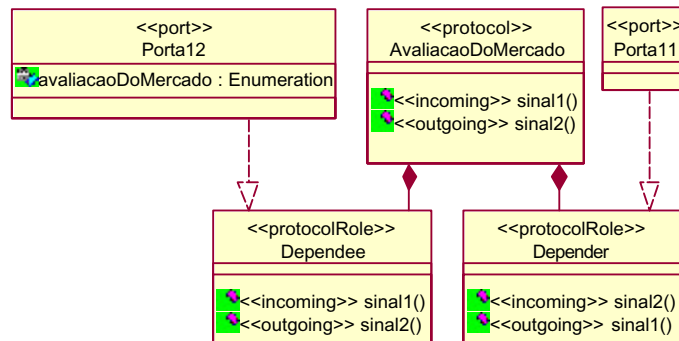 <<port>>
Porta12
avaliacaoDoMercado : Enumeration
<<protocol>>
AvaliacaoDoMercado
<<incoming>> sinal1()
<<outgoing>> sinal2()
<<port>>
Porta11
<<protocolRole>>
Dependee
<<incoming>> sinal1()
<<outgoing>> sinal2()
<<protocolRole>>
Depender
<<incoming>> sinal2()
<<outgoing>> sinal1()